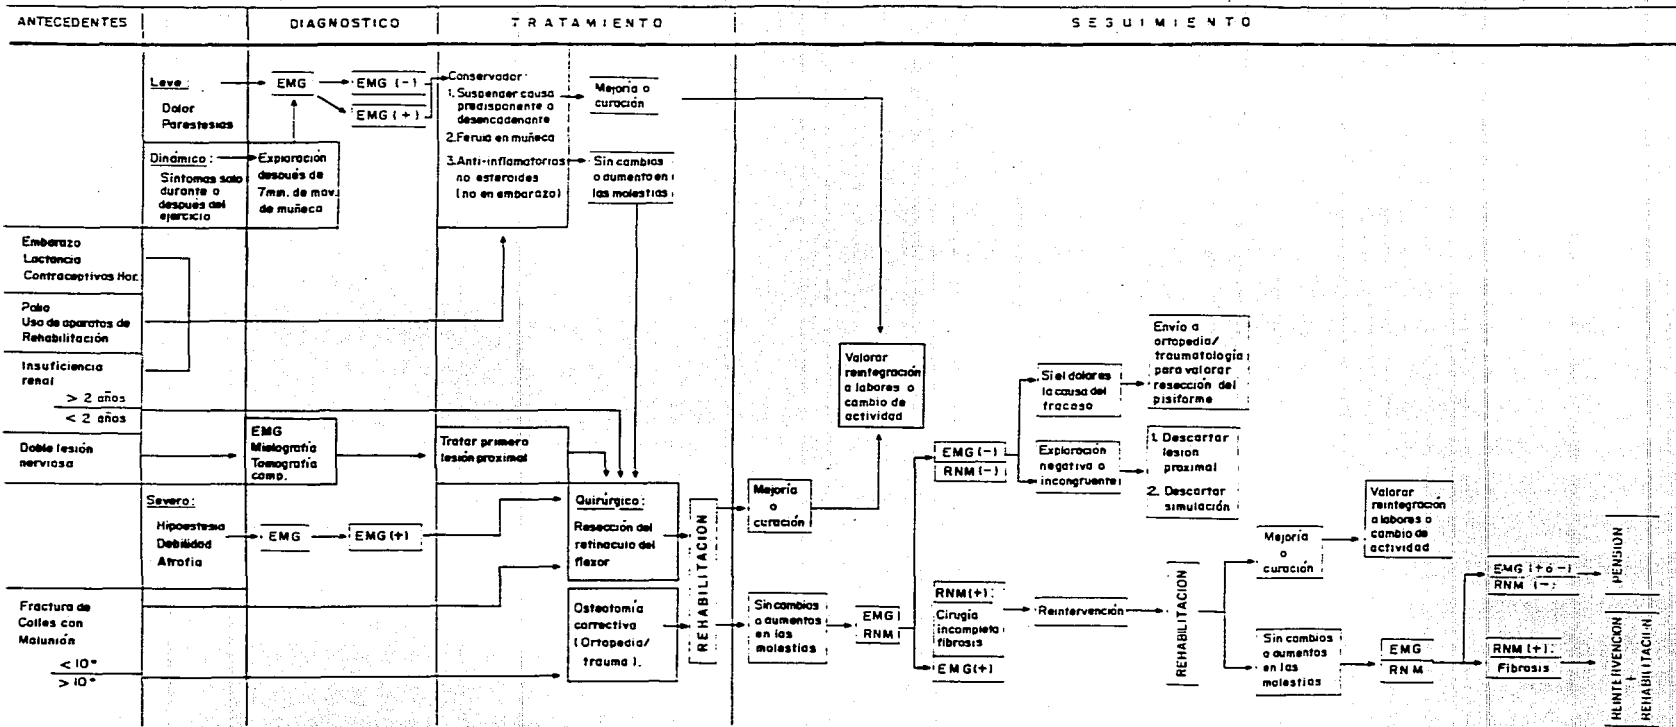 ANTECEDENTES
DIAGNOSTICO
TRATAMIENTO
SEGUIMIENTO
Leve:
Dolor
Parestesias
EMG
EMG (-)
EMG (+)
Conservador:
1. Suspender causa
predisponente o
desencadenante
2. Ferula en muñeca
3. Anti-inflamatorios
no esteroides
(no en embarazo)
Mejoría o
curación
Sin cambios
o aumento en
las molestias
Dinámico:
Síntomas solo
durante o
después del
ejercicio
Exploración
después de
7min. de mov.
de muñeca
Embarazo
Lactancia
Contraceptivos Hor.
Polio
Uso de aparatos de
Rehabilitación
Insuficiencia
renal
> 2 años
< 2 años
Doble lesión
nerviosa
EMG
Mielografía
Tomografía
comp.
Tratar primero
lesión proximal
Severo:
Hipoestesia
Debilidad
Atrofia
EMG
EMG (+)
Quirúrgico:
Resección del
retinaculo del
flexor
Fractura de
Colles con
Malunión
< 10°
> 10°
Osteotomía
correctiva
(Ortopedia/
trauma).
REHABILITACION
Mejoría
o
curación
Sin cambios
o aumentos
en las
molestias
Valorar
reintegración
a labores o
cambio de
actividad
EMG
RNM
EMG (-)
RNM (-)
Si el dolor es
la causa del
fracaso
Envío a
ortopedia/
traumatología
para valorar
resección del
pisiforme
Exploración
negativa o
incongruente
1. Descartar
lesion
proximal
2. Descartar
simulación
RNM(+):
Cirugía
incompleta
fibrosis
EMG(+)
Reintervención
REHABILITACION
Mejoría
o
curación
Valorar
reintegración
a labores o
cambio de
actividad
Sin cambios
o aumentos
en las
molestias
EMG
RNM
EMG (+ ó -)
RNM (-)
PENSION
RNM (+):
Fibrosis
REINTERVENCION
+
REHABILITACION